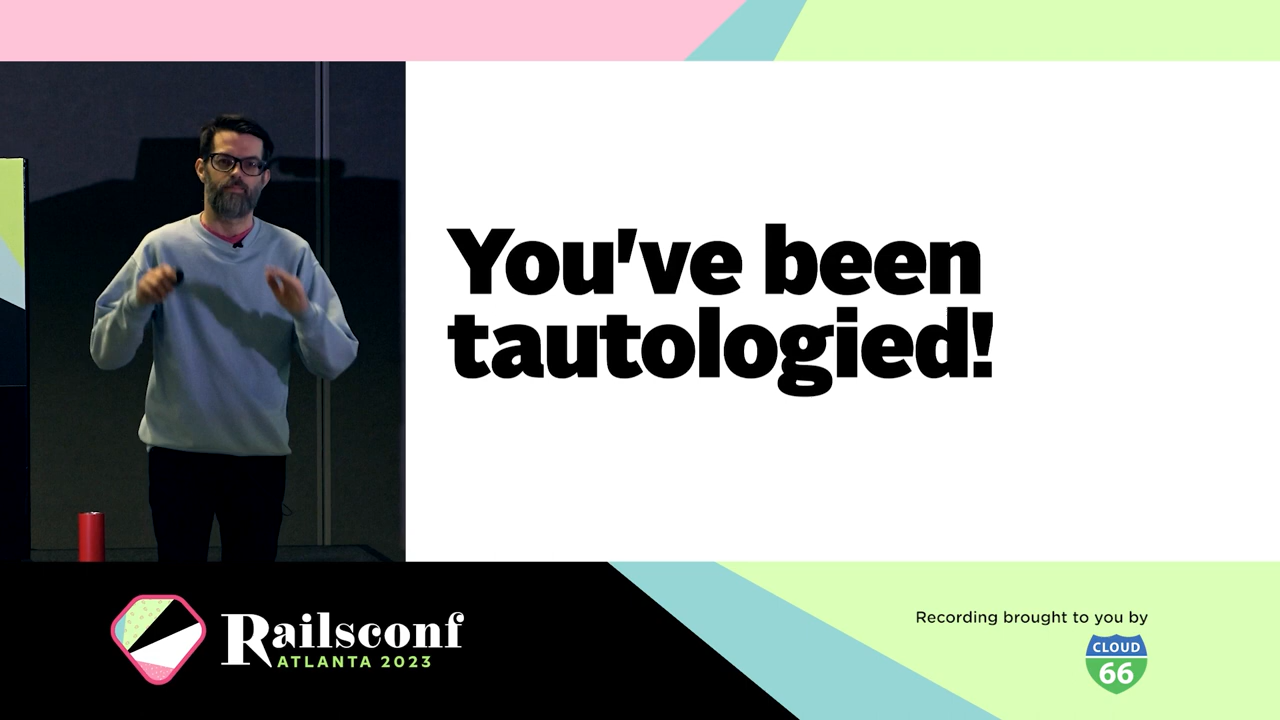 You've been
tautologied!
Railsconf
ATLANTA 2023
Recording brought to you by
CLOUD
66